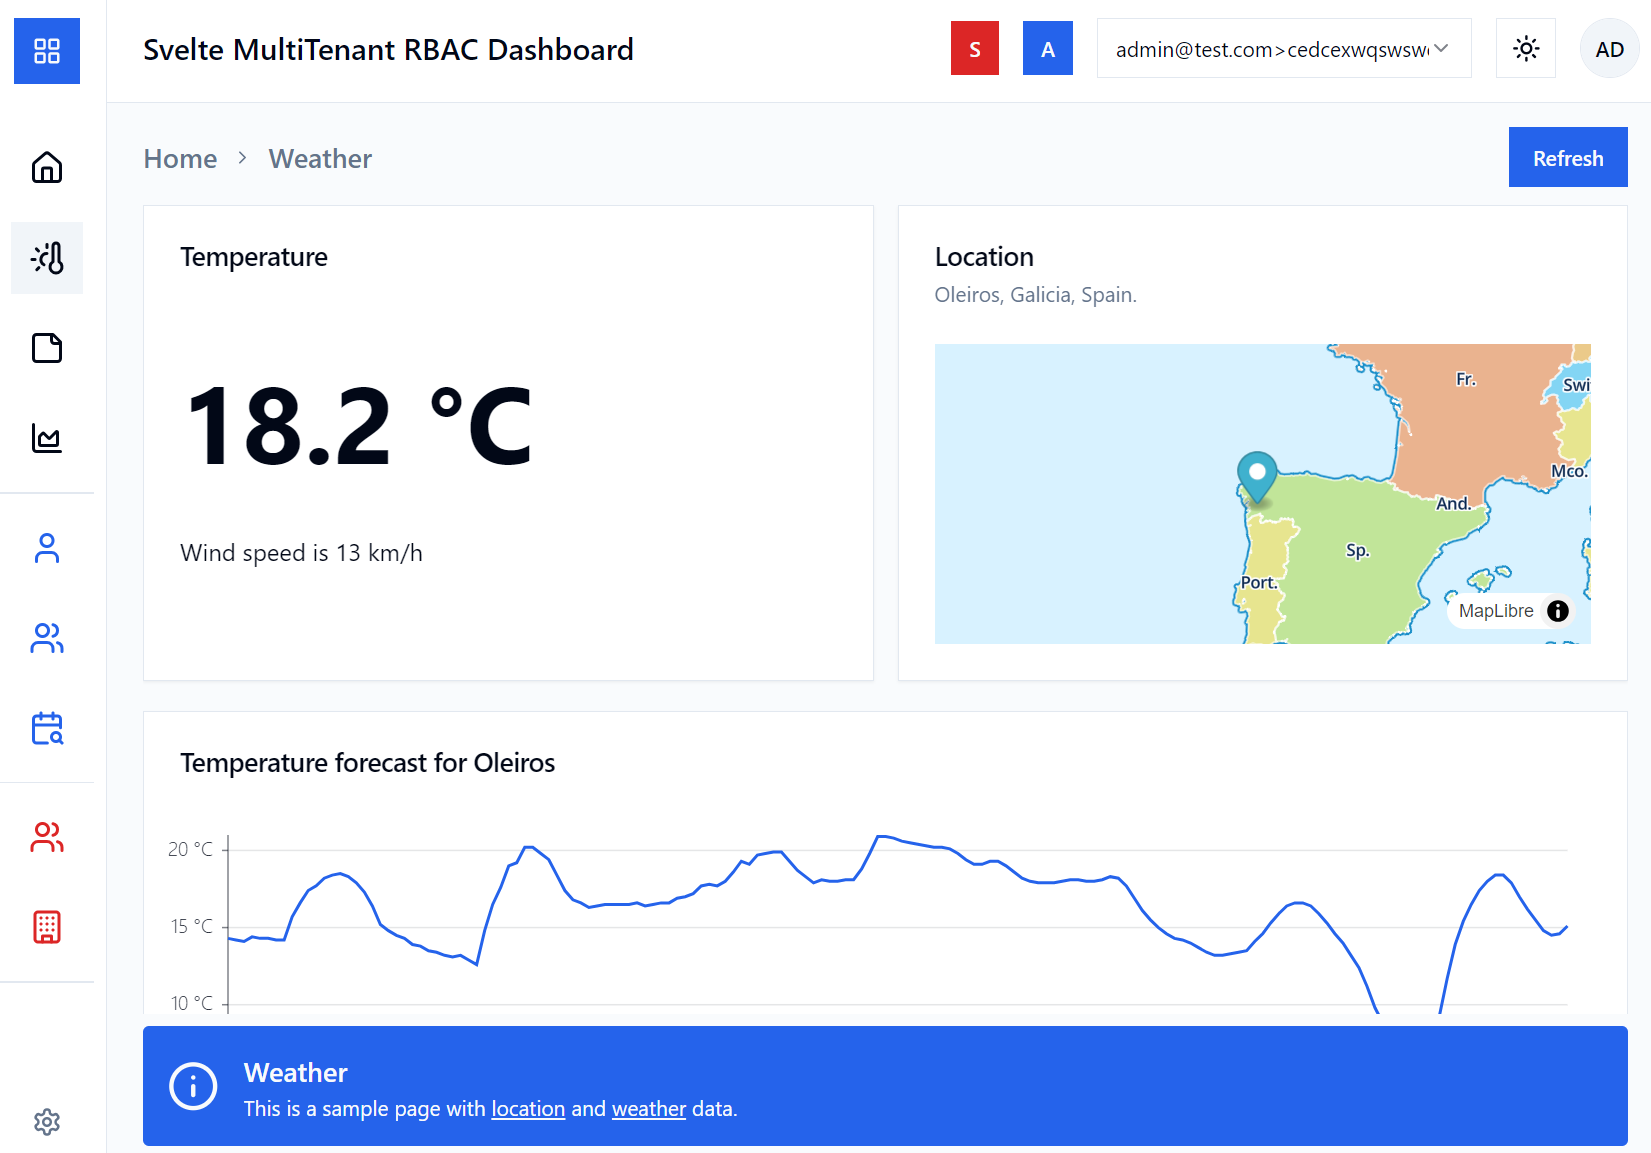 Svelte MultiTenant RBAC Dashboard
S
A
admin@test.com>cedcexwqsws
AD
Home
Weather
Refresh
Temperature
18.2 °C
Wind speed is 13 km/h
Location
Oleiros, Galicia, Spain.
Fr.
Swi
Mco.
And.
Sp.
Port.
MapLibre
Temperature forecast for Oleiros
20 °C
15 °C
10 °C
Weather
This is a sample page with location and weather data.